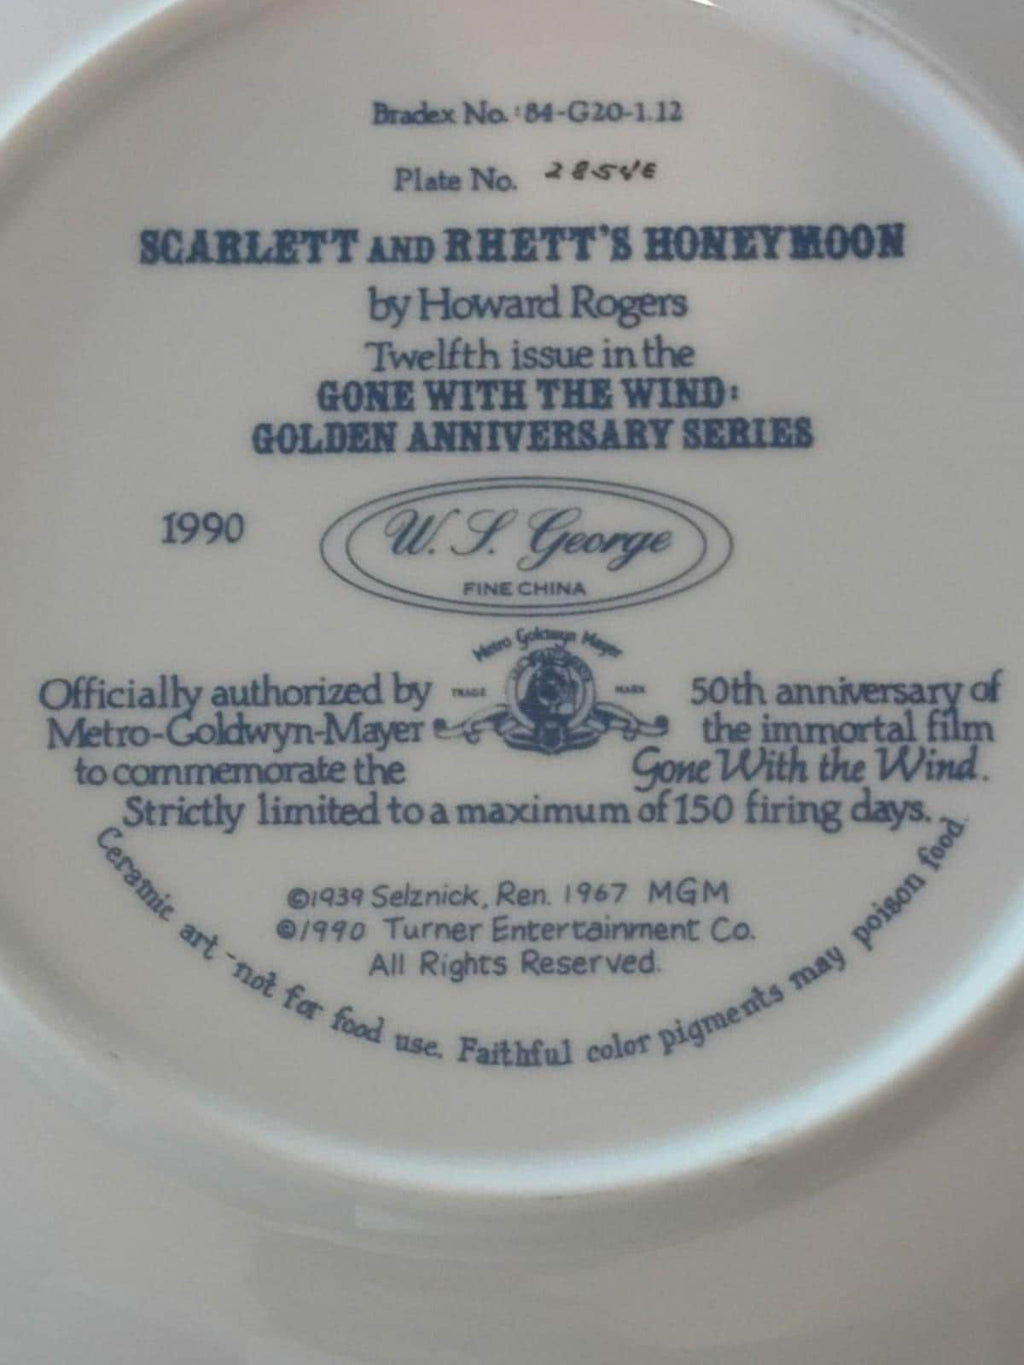 Bradex No.: 84-G20-1.12
Plate No. 2854E
SCARLETT AND RHETT'S HONEYMOON
by Howard Rogers
Twelfth issue in the
GONE WITH THE WIND:
GOLDEN ANNIVERSARY SERIES
1990
W. S. George
FINE CHINA
Metro Goldwyn Mayer
TRADE MARK
Officially authorized by
Metro-Goldwyn-Mayer
to commemorate the
50th anniversary of
the immortal film
Gone With the Wind.
Strictly limited to a maximum of 150 firing days.
©1939 Selznick, Ren. 1967 MGM
©1990 Turner Entertainment Co.
All Rights Reserved.
Ceramic art - not for food use. Faithful color pigments may poison food.